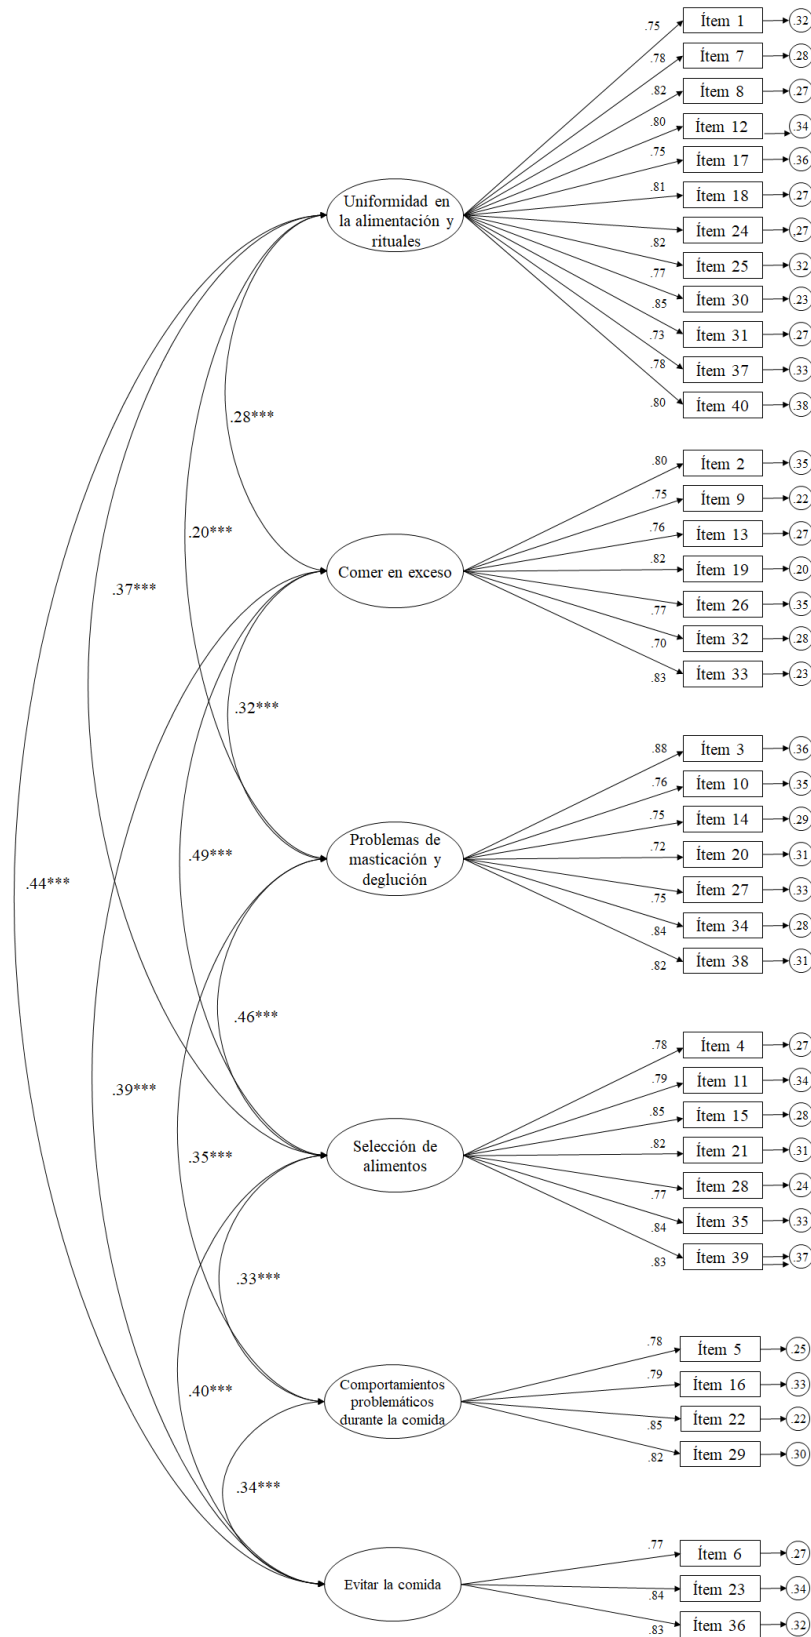 .75
Ítem 1
.32
.78
Ítem 7
.28
.82
Ítem 8
.27
.80
Ítem 12
.34
.75
Ítem 17
.36
.81
Ítem 18
.27
Uniformidad en
la alimentación y
rituales
.82
Ítem 24
.27
.77
Ítem 25
.32
.85
Ítem 30
.23
.73
Ítem 31
.27
.78
Ítem 37
.33
.80
Ítem 40
.38
.28***
.80
Ítem 2
.35
.75
Ítem 9
.22
.76
Ítem 13
.27
.20***
.82
Ítem 19
.20
Comer en exceso
.37***
.77
Ítem 26
.35
.70
Ítem 32
.28
.83
Ítem 33
.23
.32***
.88
Ítem 3
.36
.76
Ítem 10
.35
.75
Ítem 14
.29
.72
Ítem 20
.31
Problemas de
masticación y
deglución
.49***
.44***
.75
Ítem 27
.33
.84
Ítem 34
.28
.82
Ítem 38
.31
.46***
.78
Ítem 4
.27
.79
Ítem 11
.34
.39***
.85
Ítem 15
.28
.82
Ítem 21
.31
Selección de
alimentos
.35***
.77
Ítem 28
.24
.84
Ítem 35
.33
.83
Ítem 39
.37
.33***
.78
Ítem 5
.25
.79
Ítem 16
.33
.40***
Comportamientos
problemáticos
durante la comida
.85
Ítem 22
.22
.82
Ítem 29
.30
.34***
.77
Ítem 6
.27
Evitar la comida
.84
Ítem 23
.34
.83
Ítem 36
.32